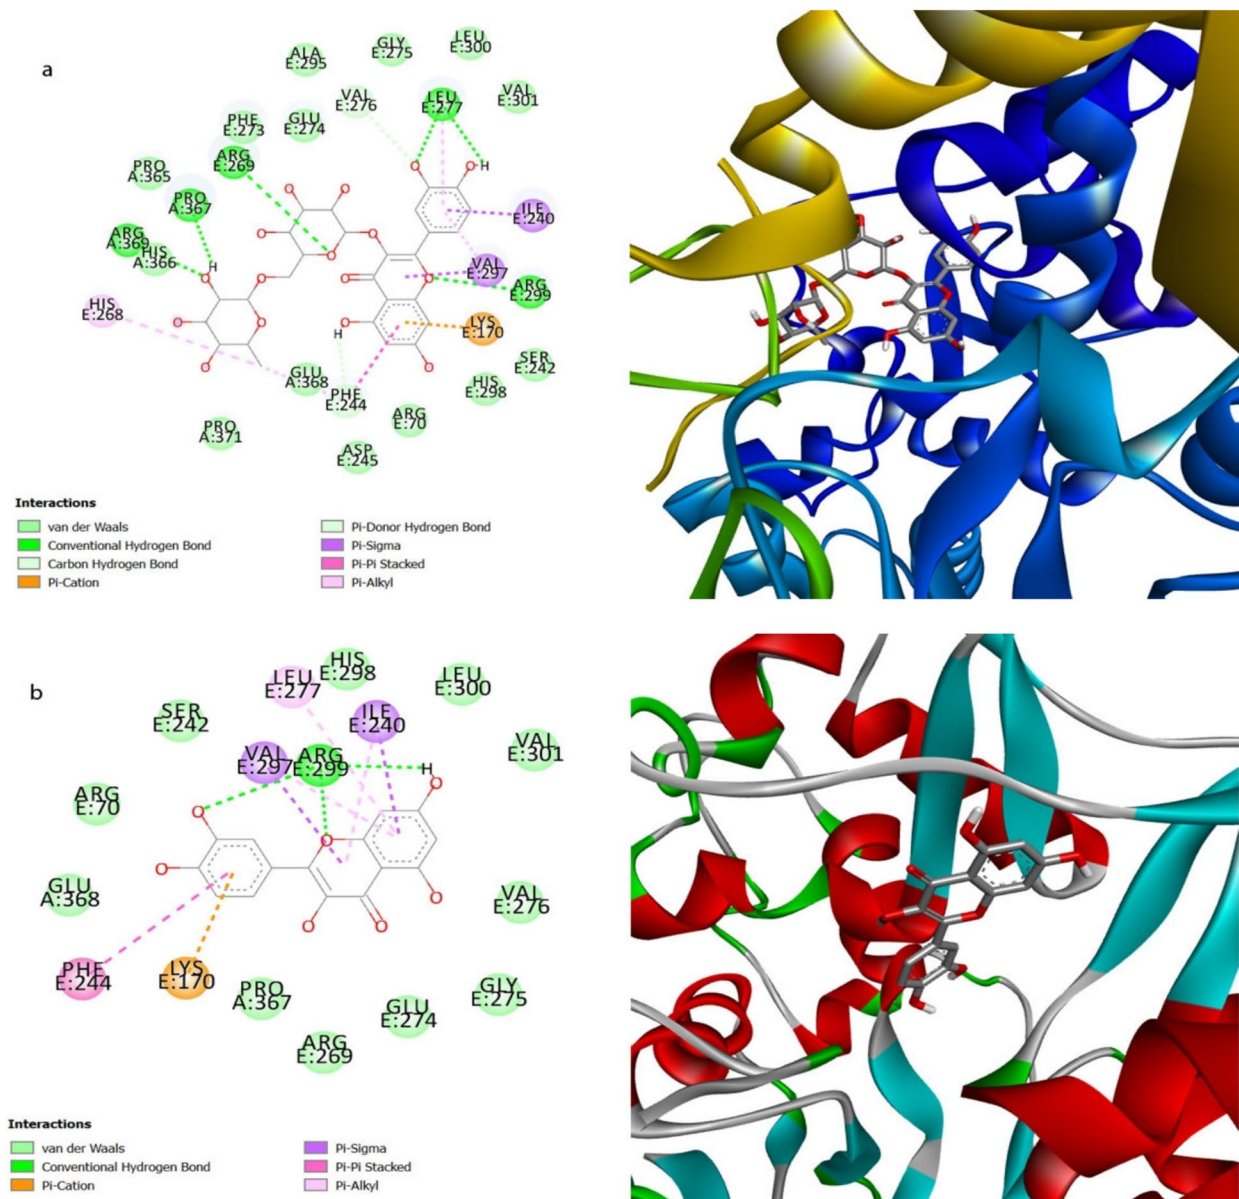 a
ALA
E:295
GLY
E:275
LEU
E:300
VAL
E:276
LEU
E:277
VAL
E:301
PHE
E:273
GLU
E:274
ARG
E:269
PRO
A:365
PRO
A:367
ILE
E:240
ARG
A:369
HIS
A:366
VAL
E:297
ARG
E:299
HIS
E:268
LYS
E:170
SER
E:242
GLU
A:368
PHE
E:244
HIS
E:298
ARG
E:70
PRO
A:371
ASP
E:245
H
O
Interactions
van der Waals
Conventional Hydrogen Bond
Carbon Hydrogen Bond
Pi-Cation
Pi-Donor Hydrogen Bond
Pi-Sigma
Pi-Pi Stacked
Pi-Alkyl
b
HIS
E:298
LEU
E:277
LEU
E:300
SER
E:242
ILE
E:240
VAL
E:297
ARG
E:299
VAL
E:301
ARG
E:70
H
O
GLU
A:368
VAL
E:276
PHE
E:244
LYS
E:170
PRO
A:367
GLY
E:275
GLU
E:274
ARG
E:269
Interactions
van der Waals
Conventional Hydrogen Bond
Pi-Cation
Pi-Sigma
Pi-Pi Stacked
Pi-Alkyl